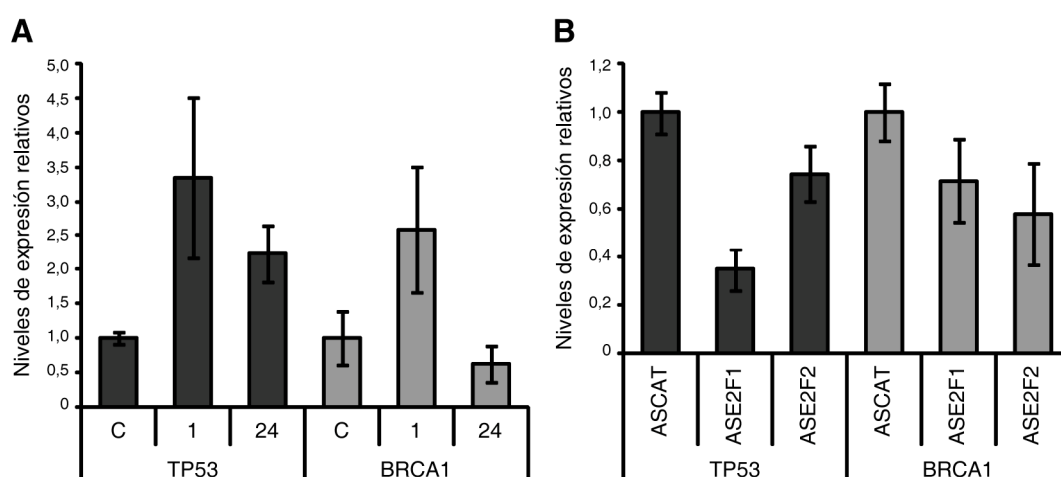 A
Niveles de expresión relativos
5,0
4,5
4,0
3,5
3,0
2,5
2,0
1,5
1,0
0,5
0
C 1 24 C 1 24
TP53 BRCA1
B
Niveles de expresión relativos
1,2
1,0
0,8
0,6
0,4
0,2
0
ASCAT ASE2F1 ASE2F2 ASCAT ASE2F1 ASE2F2
TP53 BRCA1